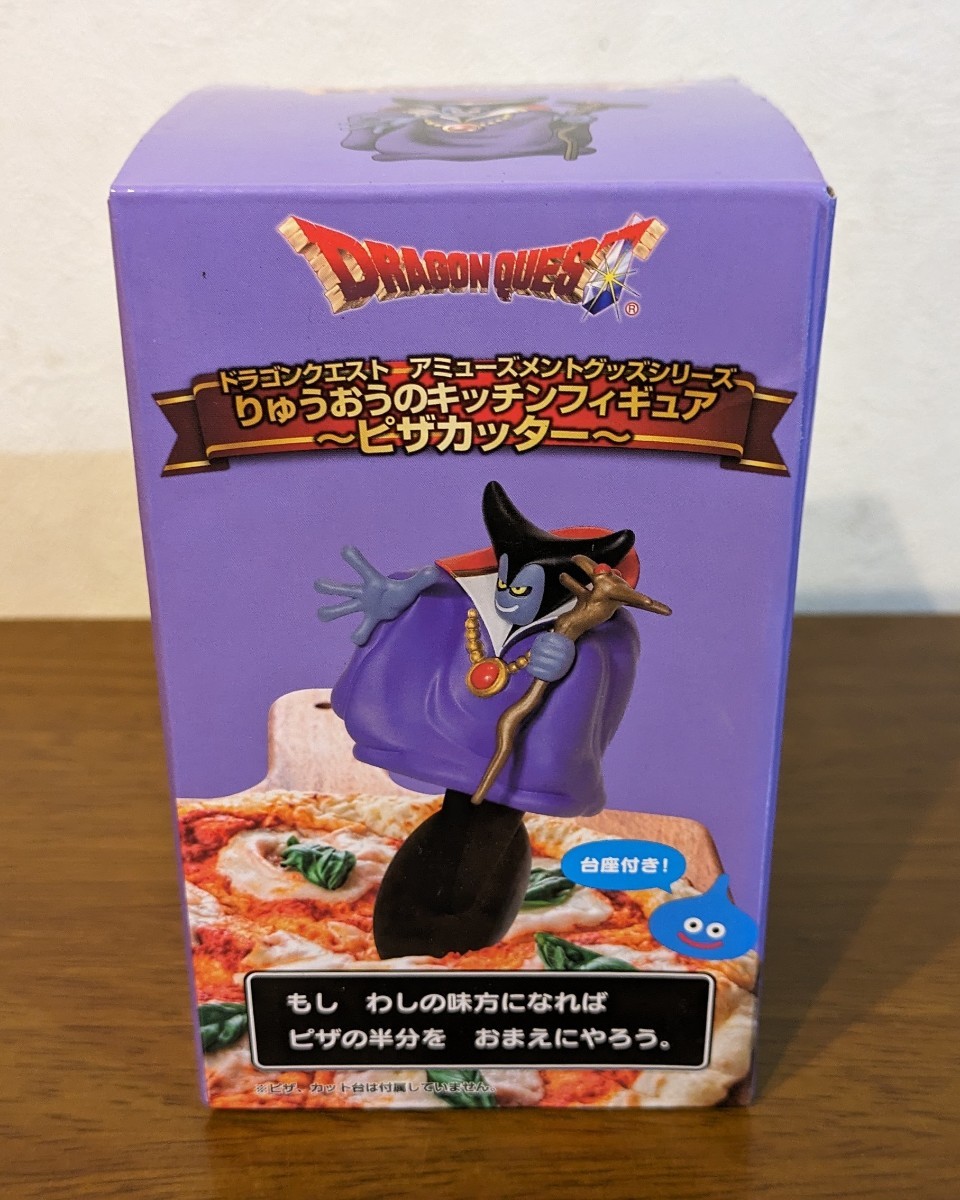 DRAGON QUEST®
ドラゴンクエスト アミューズメントグッズシリーズ
りゅうおうのキッチンフィギュア
～ピザカッター～
台座付き!
もし わしの味方になれば
ピザの半分を おまえにやろう。
※ピザ、カット台は付属していません。